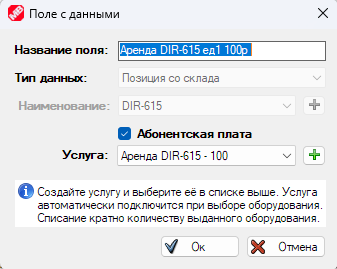 Поле с данными
Название поля: Аренда DIR-615 ед1 100р
Тип данных: Позиция со склада
Наименование: DIR-615
Абонентская плата
Услуга: Аренда DIR-615 - 100
Создайте услугу и выберите её в списке выше. Услуга
автоматически подключится при выборе оборудования.
Списание кратно количеству выданного оборудования.
Ок Отмена